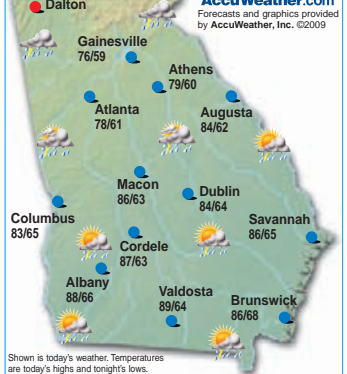 Dalton
AccuWeather.com
Forecasts and graphics provided
by AccuWeather, Inc. ©2009
Gainesville
76/59
Athens
79/60
Atlanta
78/61
Augusta
84/62
Macon
86/63
Dublin
84/64
Columbus
83/65
Savannah
86/65
Cordele
87/63
Albany
88/66
Valdosta
89/64
Brunswick
86/68
Shown is today's weather. Temperatures
are today's highs and tonight's lows.